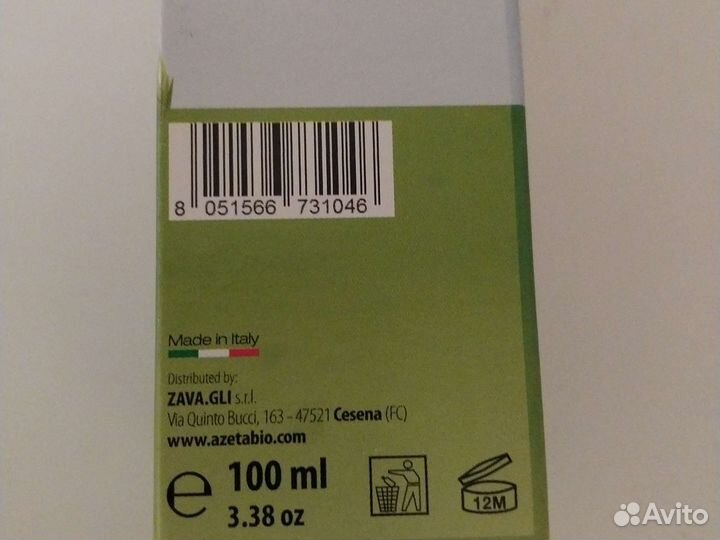 8 051566 731046
Made in Italy
Distributed by:
ZAVA.GLI s.r.l.
Via Quinto Bucci, 163 - 47521 Cesena (FC)
www.azetabio.com
e 100 ml
3.38 oz
12M
Avito